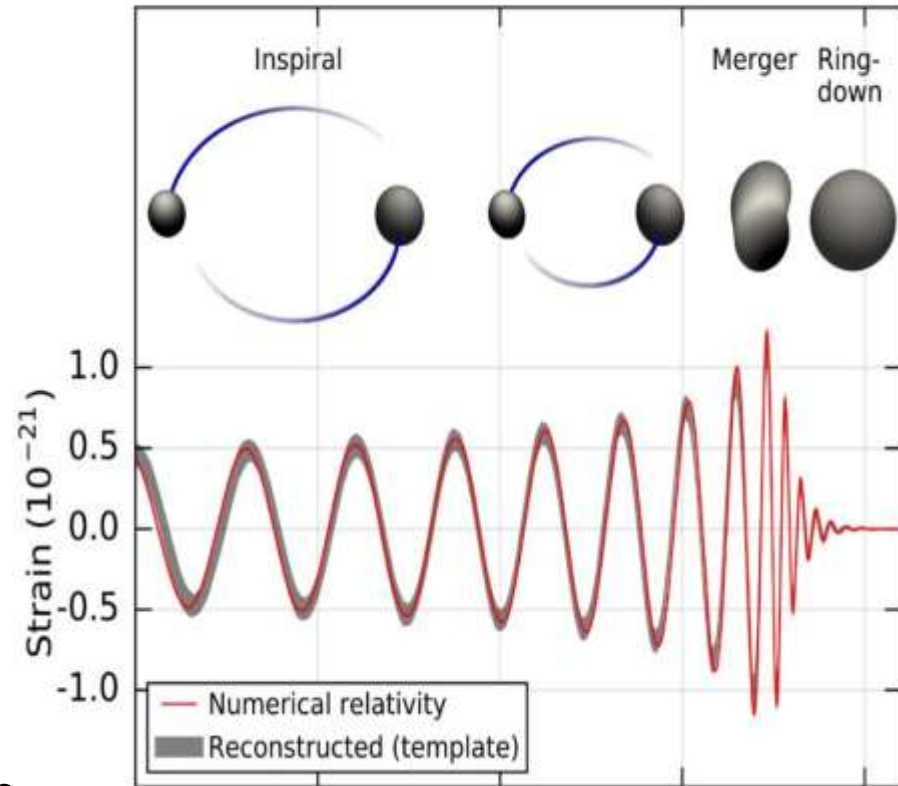 Inspiral
Merger
Ring-
down
1.0
0.5
0.0
-0.5
-1.0
Strain (10⁻²¹)
Numerical relativity
Reconstructed (template)